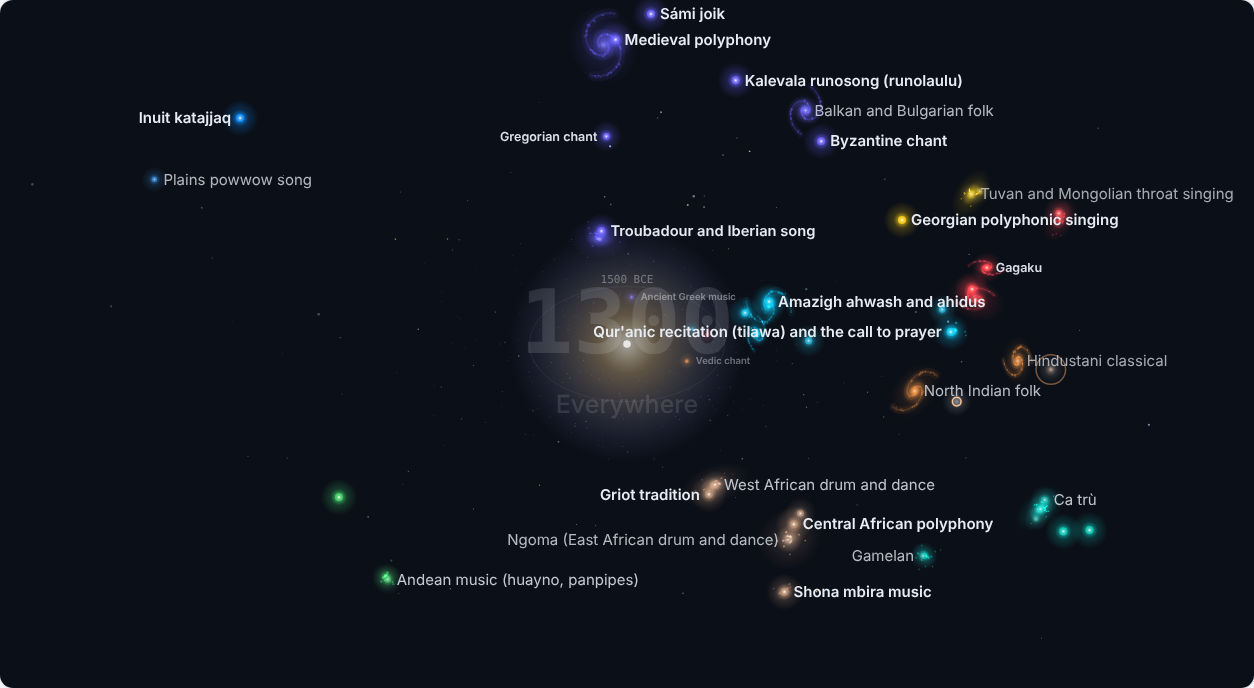 Sámi joik
Medieval polyphony
Kalevala runosong (runolaulu)
Balkan and Bulgarian folk
Inuit katajjaq
Gregorian chant
Byzantine chant
Plains powwow song
Tuvan and Mongolian throat singing
Georgian polyphonic singing
Troubadour and Iberian song
Gagaku
1500 BCE
Ancient Greek music
1300
Amazigh ahwash and ahidus
Qur'anic recitation (tilawa) and the call to prayer
Vedic chant
Hindustani classical
North Indian folk
Everywhere
West African drum and dance
Griot tradition
Ca trù
Central African polyphony
Ngoma (East African drum and dance)
Gamelan
Andean music (huayno, panpipes)
Shona mbira music